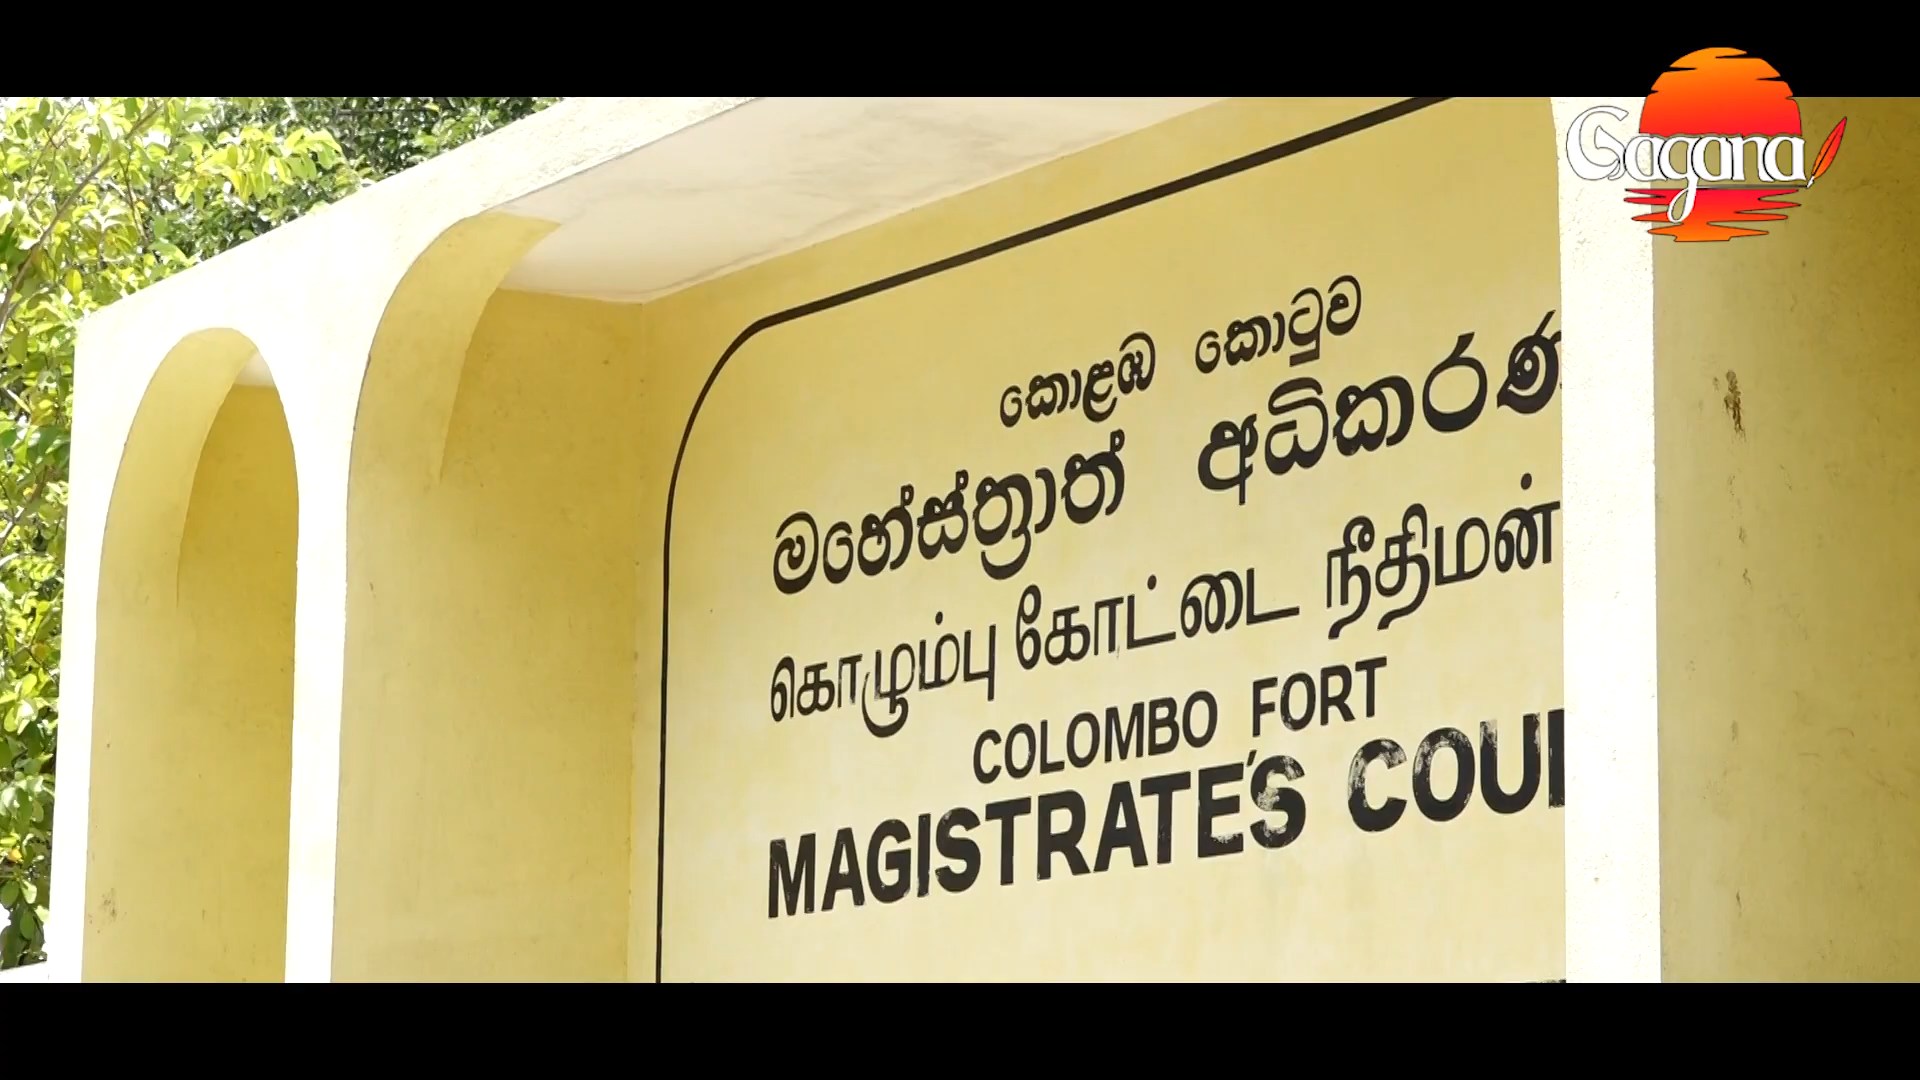 Gagana
කොළඹ කොටුව
මහේස්ත්‍රාත් අධිකරණ
கொழும்பு கோட்டை நீதிமன்
COLOMBO FORT
MAGISTRATE'S COU